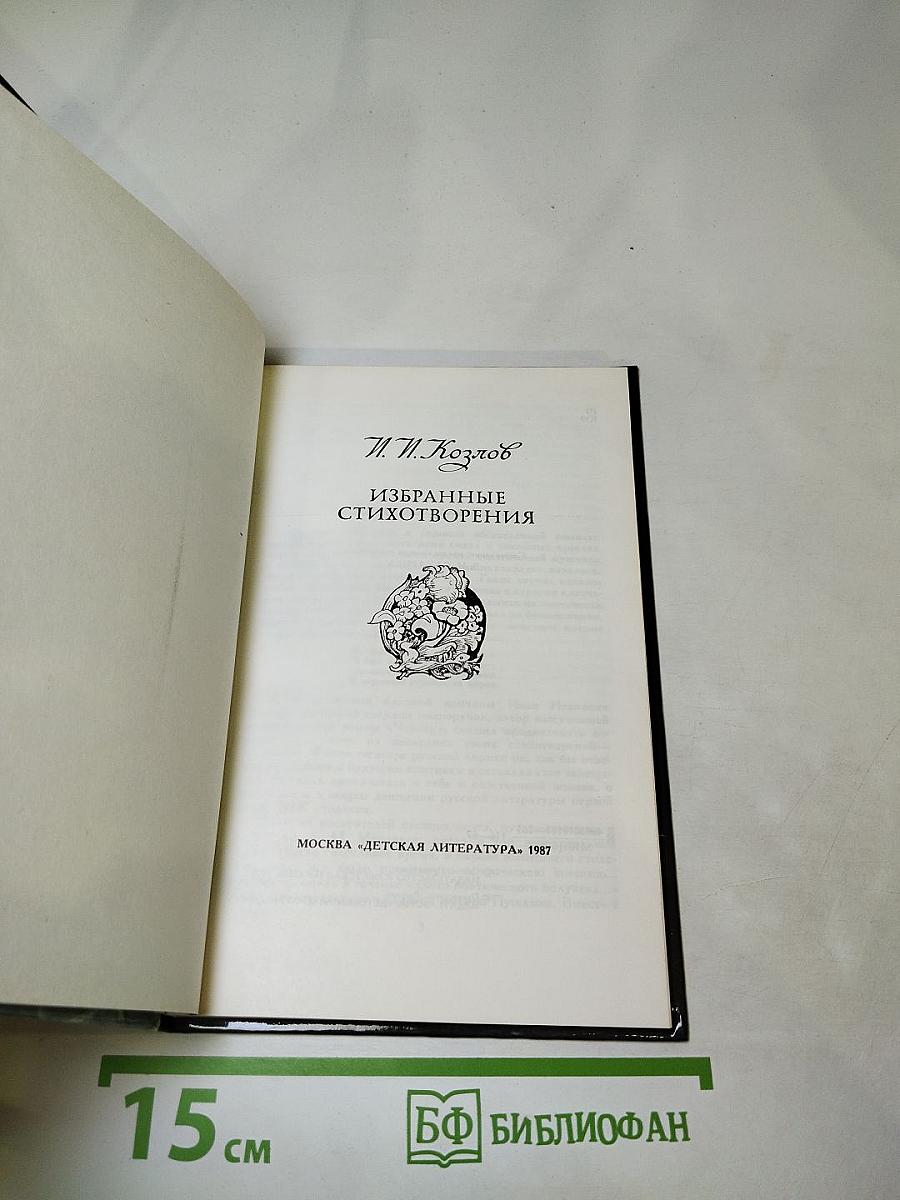 И. И. Козлов
ИЗБРАННЫЕ
СТИХОТВОРЕНИЯ
МОСКВА «ДЕТСКАЯ ЛИТЕРАТУРА» 1987
15 см
БФ БИБЛИОФАН